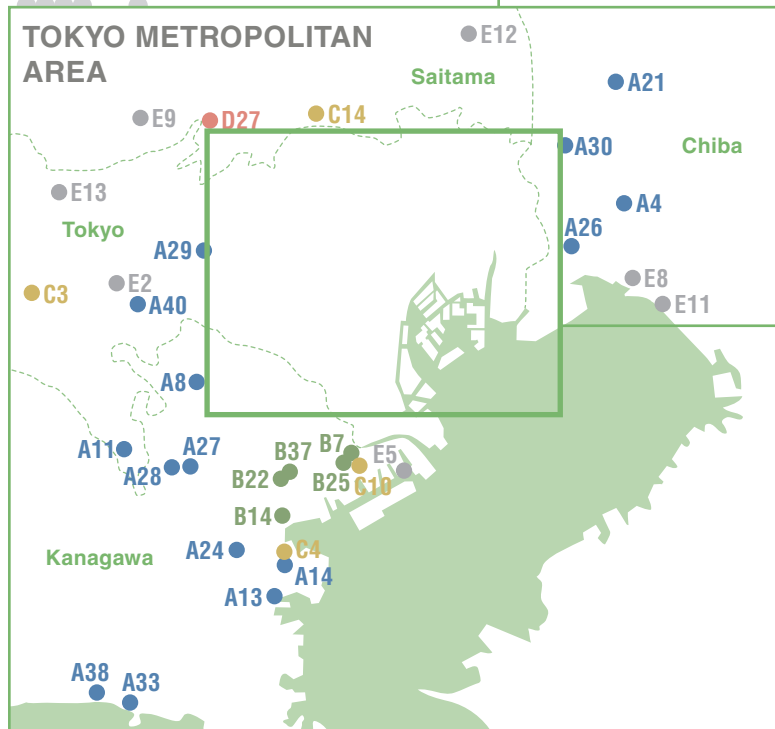 TOKYO METROPOLITAN
AREA
E12
Saitama
A21
E9
D27
C14
A30
Chiba
E13
A4
Tokyo
A29
A26
C3
E2
A40
E8
E11
A8
A11
A27
A28
B37
B7
E5
B22
B25
C10
B14
Kanagawa
A24
C4
A14
A13
A38
A33